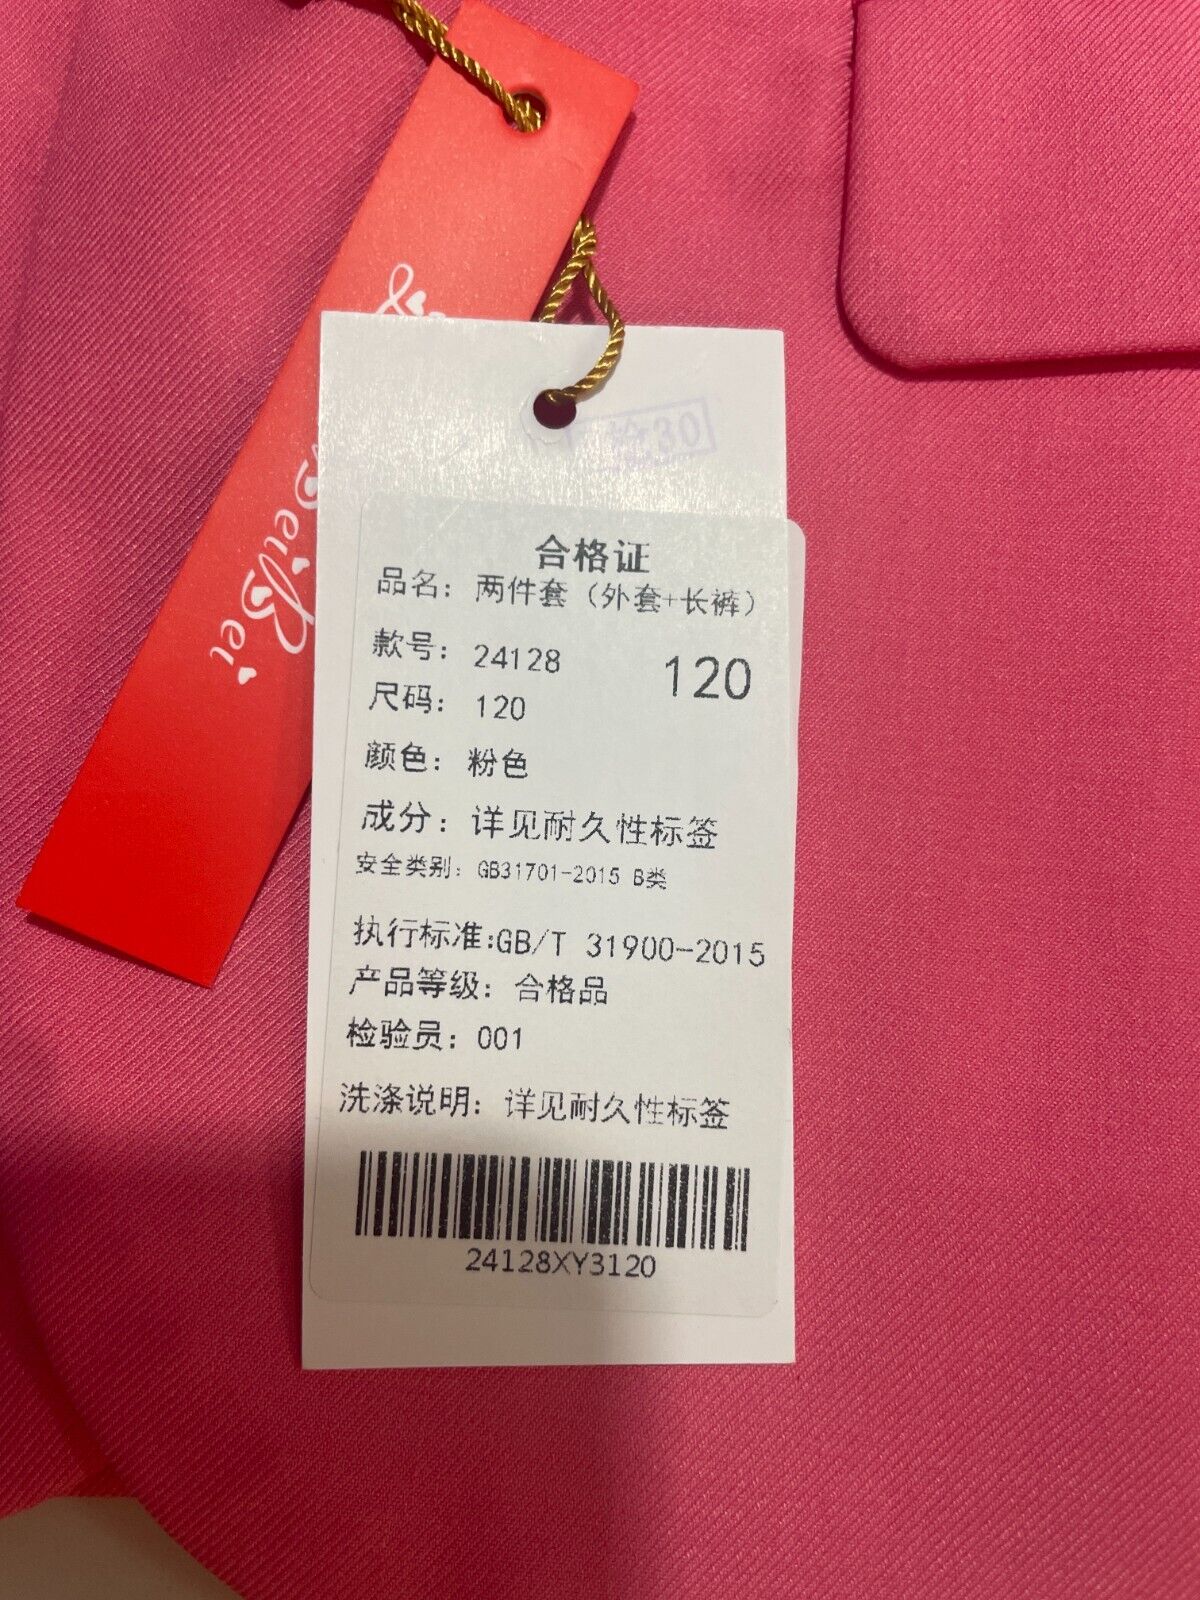 BeiBei
检30
合格证
品名：两件套（外套+长裤）
款号：24128
120
尺码：120
颜色：粉色
成分：详见耐久性标签
安全类别：GB31701-2015 B类
执行标准:GB/T 31900-2015
产品等级：合格品
检验员：001
洗涤说明：详见耐久性标签
24128XY3120